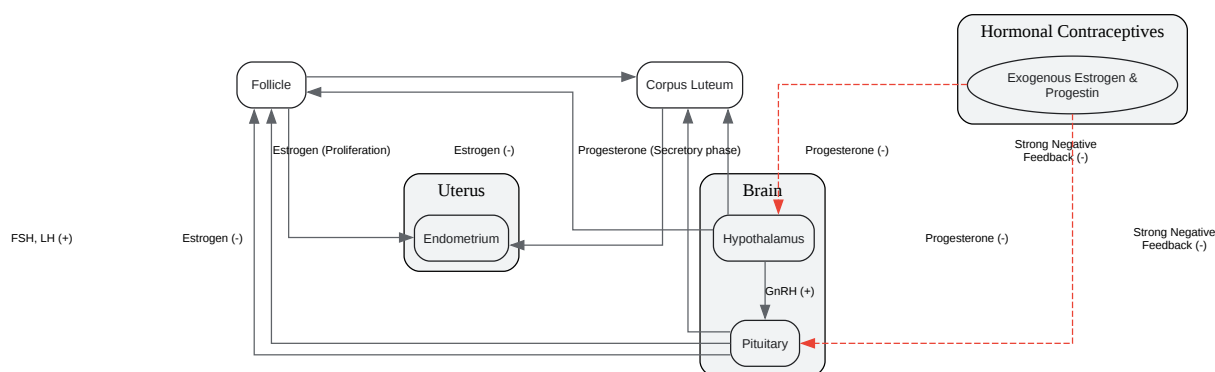 Hormonal Contraceptives
Exogenous Estrogen &
Progestin
Follicle
Corpus Luteum
Estrogen (Proliferation)
Estrogen (-)
Progesterone (Secretory phase)
Progesterone (-)
Strong Negative
Feedback (-)
Uterus
Brain
Endometrium
Hypothalamus
FSH, LH (+)
Estrogen (-)
Progesterone (-)
Strong Negative
Feedback (-)
GnRH (+)
Pituitary